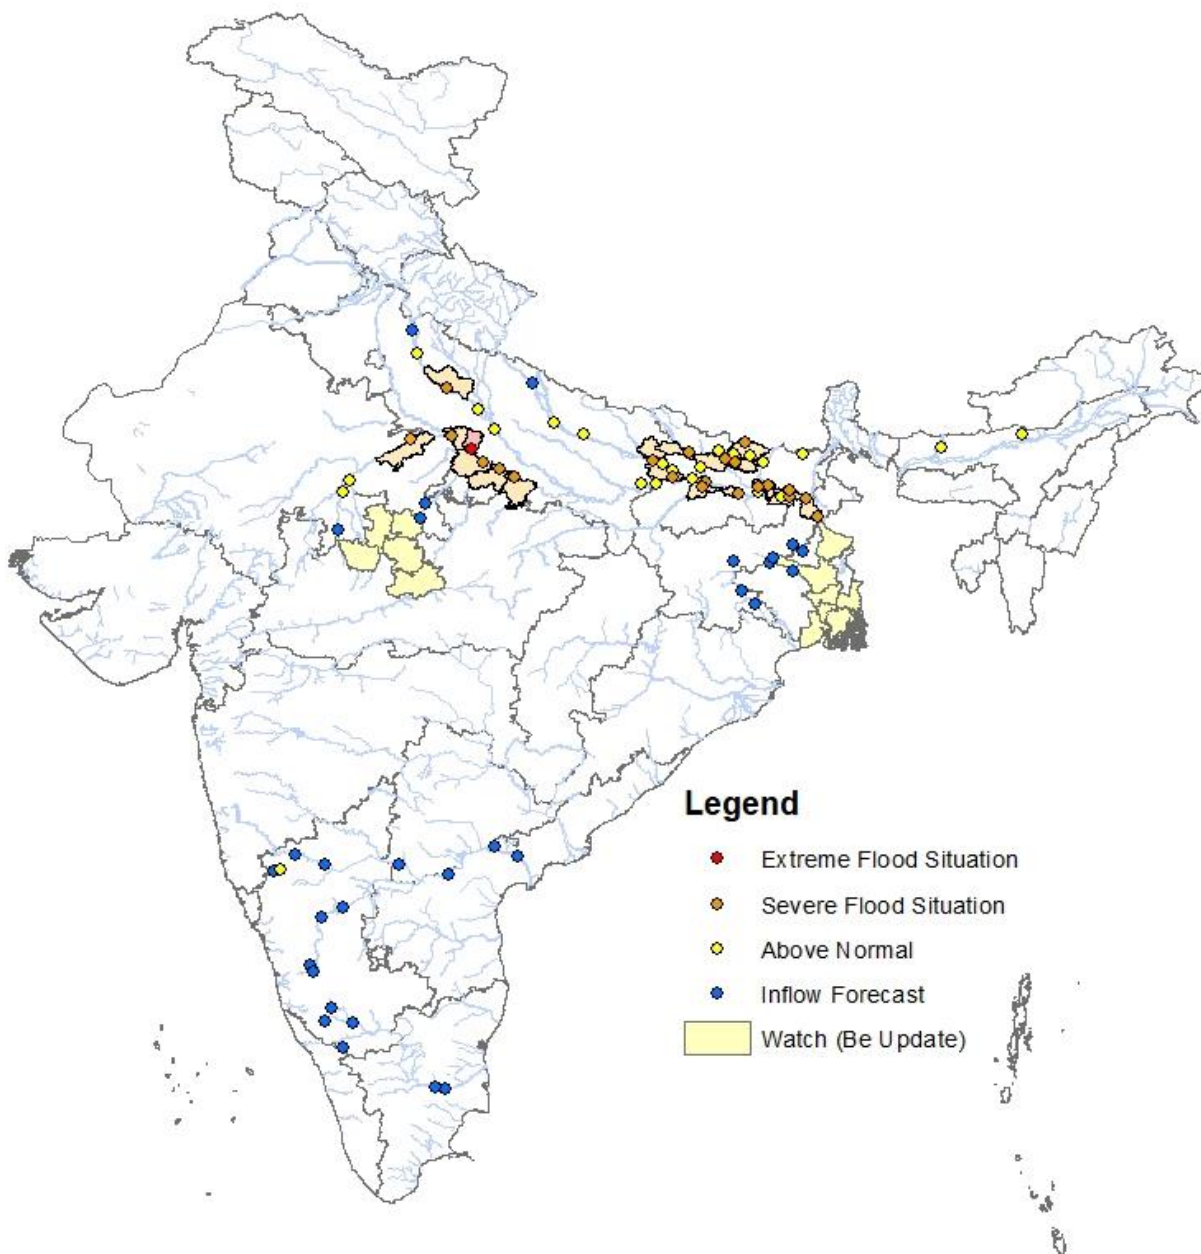 Legend
Extreme Flood Situation
Severe Flood Situation
Above Normal
Inflow Forecast
Watch (Be Update)